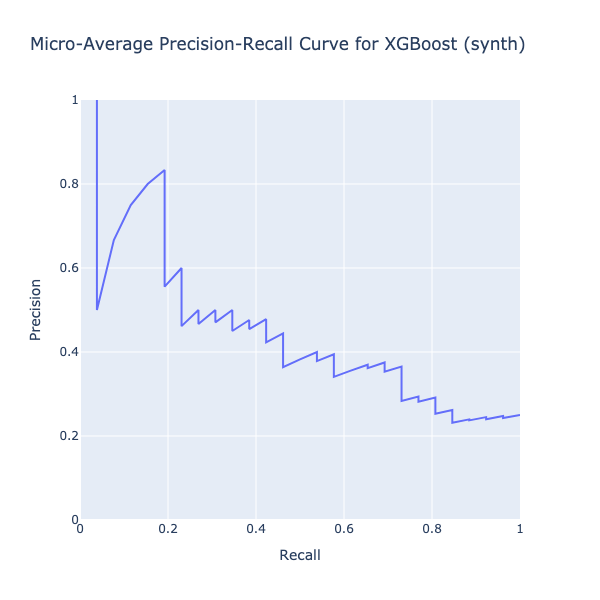 Micro-Average Precision-Recall Curve for XGBoost (synth)
1
0.8
0.6
0.4
0.2
0
Precision
0 0.2 0.4 0.6 0.8 1
Recall